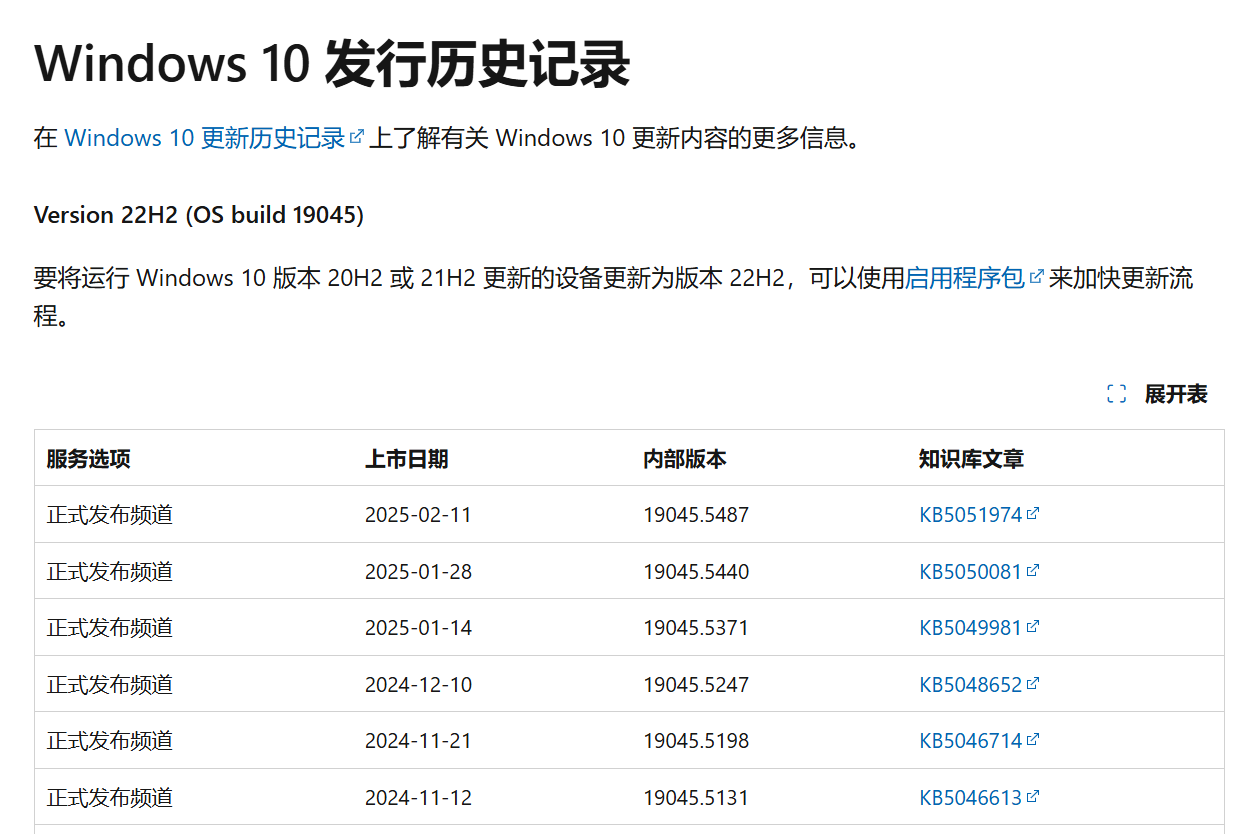 Windows 10 发行历史记录
在 Windows 10 更新历史记录 上了解有关 Windows 10 更新内容的更多信息。
Version 22H2 (OS build 19045)
要将运行 Windows 10 版本 20H2 或 21H2 更新的设备更新为版本 22H2，可以使用启用程序包 来加快更新流
程。
展开表
服务选项 上市日期 内部版本 知识库文章
正式发布频道 2025-02-11 19045.5487 KB5051974
正式发布频道 2025-01-28 19045.5440 KB5050081
正式发布频道 2025-01-14 19045.5371 KB5049981
正式发布频道 2024-12-10 19045.5247 KB5048652
正式发布频道 2024-11-21 19045.5198 KB5046714
正式发布频道 2024-11-12 19045.5131 KB5046613